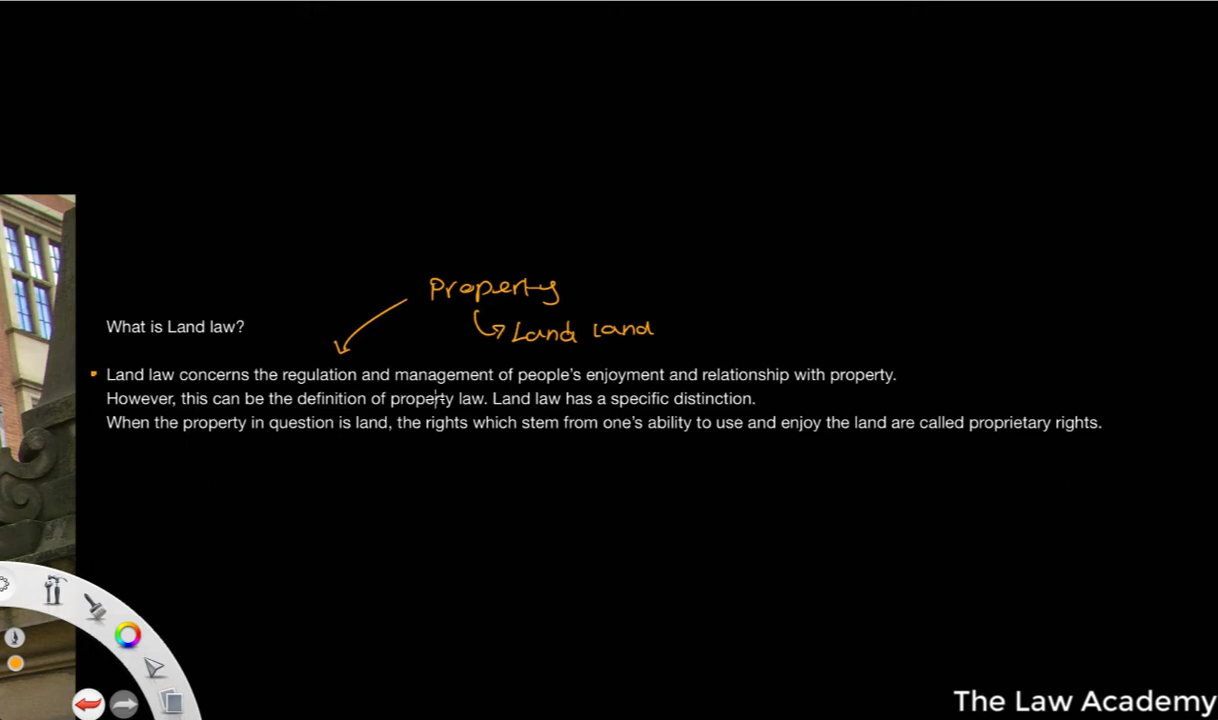 Property
Land land
What is Land law?
Land law concerns the regulation and management of people's enjoyment and relationship with property.
However, this can be the definition of property law. Land law has a specific distinction.
When the property in question is land, the rights which stem from one's ability to use and enjoy the land are called proprietary rights.
The Law Academy